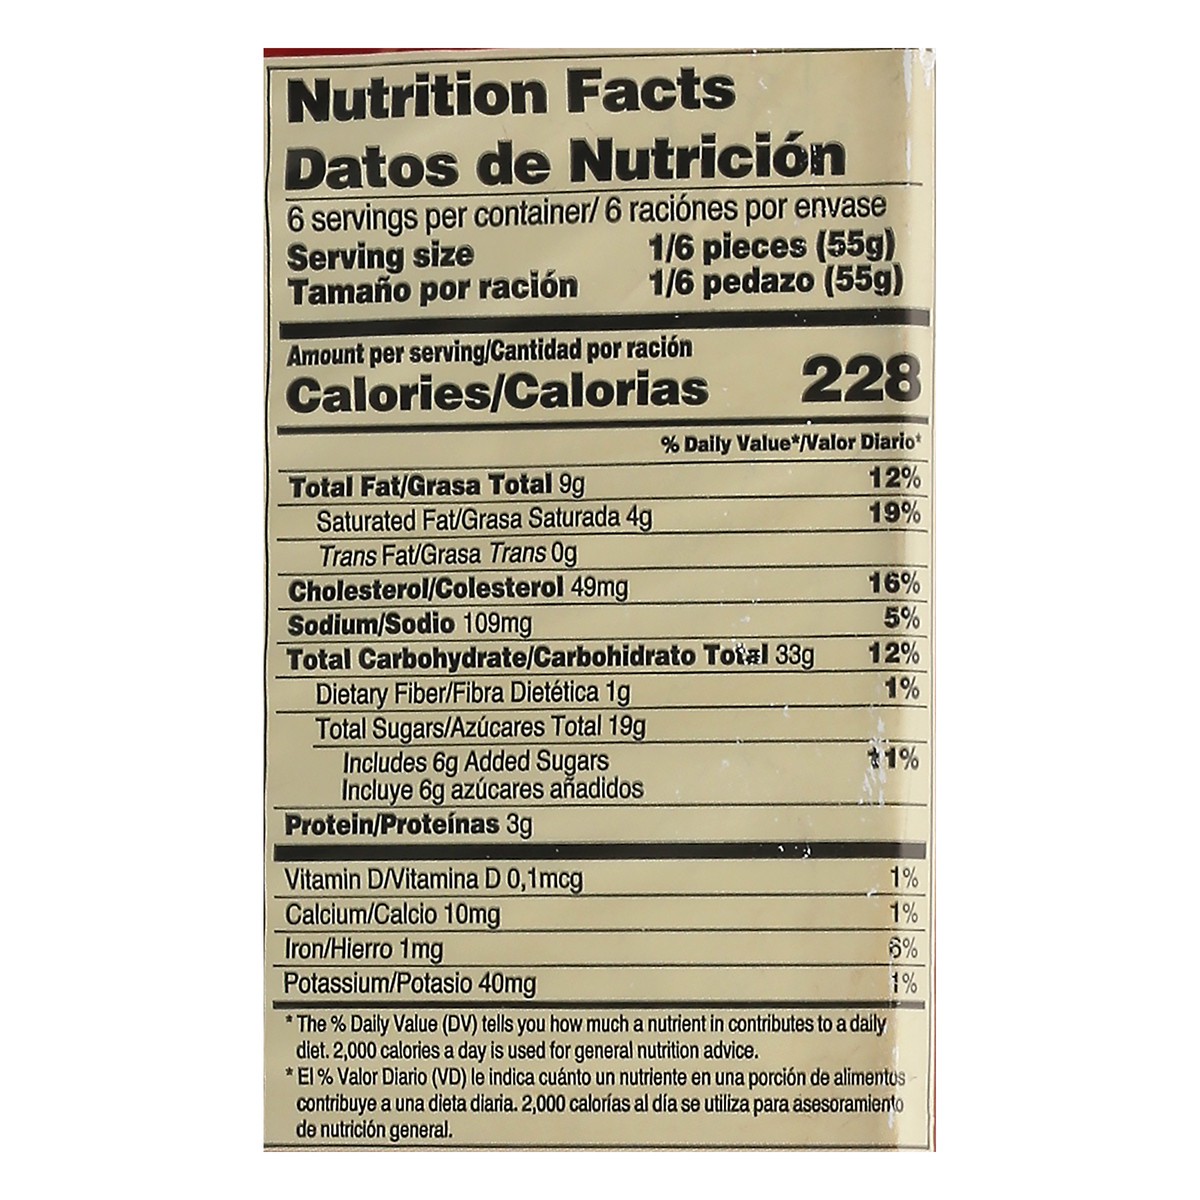 Nutrition Facts
Datos de Nutrición
6 servings per container/ 6 raciónes por envase
Serving size 1/6 pieces (55g)
Tamaño por ración 1/6 pedazo (55g)
Amount per serving/Cantidad por ración
Calories/Calorias 228
% Daily Value*/Valor Diario*
Total Fat/Grasa Total 9g 12%
Saturated Fat/Grasa Saturada 4g 19%
Trans Fat/Grasa Trans 0g
Cholesterol/Colesterol 49mg 16%
Sodium/Sodio 109mg 5%
Total Carbohydrate/Carbohidrato Total 33g 12%
Dietary Fiber/Fibra Dietética 1g 1%
Total Sugars/Azúcares Total 19g
Includes 6g Added Sugars 11%
Incluye 6g azúcares añadidos
Protein/Proteínas 3g
Vitamin D/Vitamina D 0,1mcg 1%
Calcium/Calcio 10mg 1%
Iron/Hierro 1mg 6%
Potassium/Potasio 40mg 1%
* The % Daily Value (DV) tells you how much a nutrient in contributes to a daily
diet. 2,000 calories a day is used for general nutrition advice.
* El % Valor Diario (VD) le indica cuánto un nutriente en una porción de alimentos
contribuye a una dieta diaria. 2,000 calorías al día se utiliza para asesoramiento
de nutrición general.